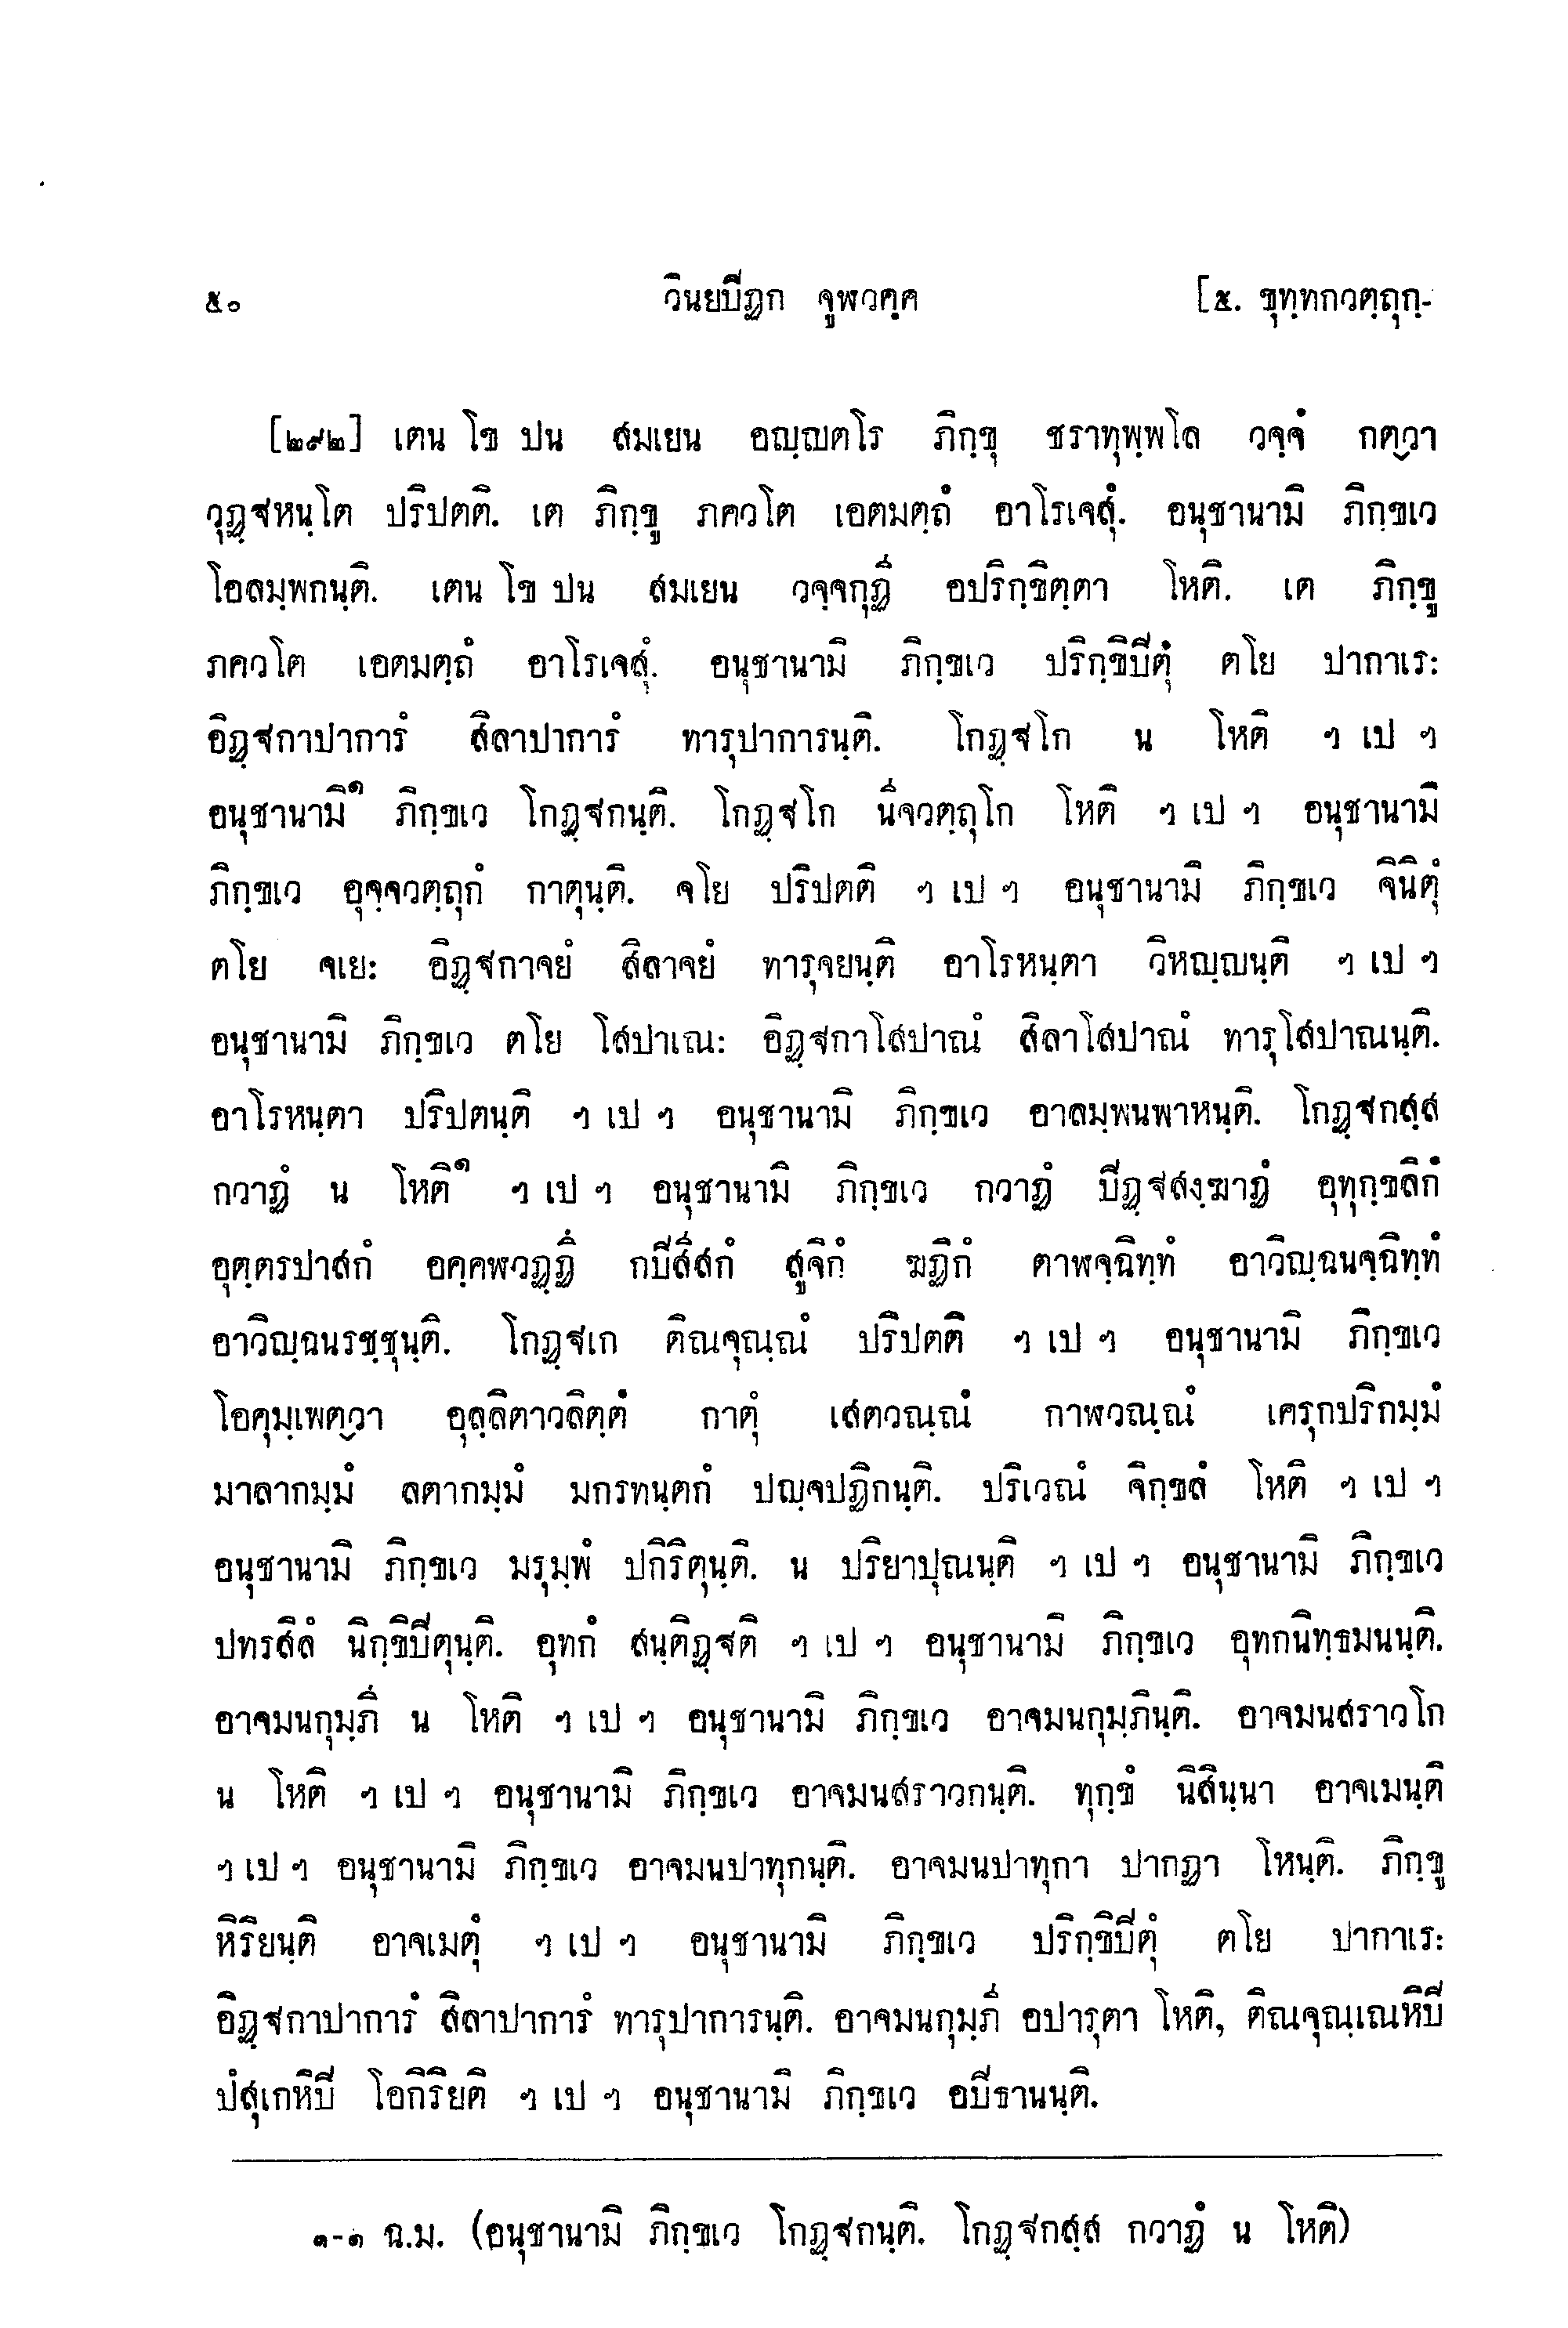 ๕๐ วินยปิฏก จูฬวคฺค [๕. ขุทฺทกวตฺถุกฺ-
[๒๙๒] เตน โข ปน สมเยน อญฺญตโร ภิกฺขุ ชราทุพฺพโล วจฺจํ กตฺวา
วุฏฺฐหนฺโต ปริปตติ. เต ภิกฺขู ภควโต เอตมตฺถํ อาโรเจสุํ. อนุชานามิ ภิกฺขเว
โอลมฺพกนฺติ. เตน โข ปน สมเยน วจฺจกุฏี อปริกฺขิตฺตา โหติ. เต ภิกฺขู
ภควโต เอตมตฺถํ อาโรเจสุํ. อนุชานามิ ภิกฺขเว ปริกฺขิปิตุํ ตโย ปากาเร:
อิฏฺฐกาปาการํ สิลาปาการํ ทารุปาการนฺติ. โกฏฺฐโก น โหติ ฯ เป ฯ
อนุชานามิ๑ ภิกฺขเว โกฏฺฐกนฺติ. โกฏฺฐโก นีจวตฺถุโก โหติ ฯ เป ฯ อนุชานามิ
ภิกฺขเว อุจฺจวตฺถุกํ กาตุนฺติ. จโย ปริปตติ ฯ เป ฯ อนุชานามิ ภิกฺขเว จินิตุํ
ตโย จเย: อิฏฺฐกาจยํ สิลาจยํ ทารุจยนฺติ อาโรหนฺตา วิหญฺญนฺติ ฯ เป ฯ
อนุชานามิ ภิกฺขเว ตโย โสปาเณ: อิฏฺฐกาโสปาณํ สิลาโสปาณํ ทารุโสปาณนฺติ.
อาโรหนฺตา ปริปตนฺติ ฯ เป ฯ อนุชานามิ ภิกฺขเว อาลมฺพนพาหนฺติ. โกฏฺฐกสฺส
กวาฏํ น โหติ๑ ฯ เป ฯ อนุชานามิ ภิกฺขเว กวาฏํ ปิฏฺฐสงฺฆาฏํ อุทุกฺขลิกํ
อุตฺตรปาสกํ อคฺคฬวฏฺฏึ กปิสีสกํ สูจิกํ ฆฏิกํ ตาฬจฺฉิทฺทํ อาวิญฺฉนจฺฉิทฺทํ
อาวิญฺฉนรชฺชุนฺติ. โกฏฺฐเก ติณจุณฺณํ ปริปตติ ฯ เป ฯ อนุชานามิ ภิกฺขเว
โอคุมฺเพตฺวา อุลฺลิตาวลิตฺตํ กาตุํ เสตวณฺณํ กาฬวณฺณํ เครุกปริกมฺมํ
มาลากมฺมํ ลตากมฺมํ มกรทนฺตกํ ปญฺจปฏิกนฺติ. ปริเวณํ จิกฺขลํ โหติ ฯ เป ฯ
อนุชานามิ ภิกฺขเว มรุมฺพํ ปกิริตุนฺติ. น ปริยาปุณนฺติ ฯ เป ฯ อนุชานามิ ภิกฺขเว
ปทรสิลํ นิกฺขิปิตุนฺติ. อุทกํ สนฺติฏฺฐติ ฯ เป ฯ อนุชานามิ ภิกฺขเว อุทกนิทฺธมนนฺติ.
อาจมนกุมฺภี น โหติ ฯ เป ฯ อนุชานามิ ภิกฺขเว อาจมนกุมฺภินฺติ. อาจมนสราวโก
น โหติ ฯ เป ฯ อนุชานามิ ภิกฺขเว อาจมนสราวกนฺติ. ทุกฺขํ นิสินฺนา อาจเมนฺติ
ฯ เป ฯ อนุชานามิ ภิกฺขเว อาจมนปาทุกนฺติ. อาจมนปาทุกา ปากฏา โหนฺติ. ภิกฺขู
หิริยนฺติ อาจเมตุํ ฯ เป ฯ อนุชานามิ ภิกฺขเว ปริกฺขิปิตุํ ตโย ปากาเร:
อิฏฺฐกาปาการํ สิลาปาการํ ทารุปาการนฺติ. อาจมนกุมฺภี อปารุตา โหติ, ติณจุณฺเณหิปิ
ปํสุเกหิปิ โอกิริยติ ฯ เป ฯ อนุชานามิ ภิกฺขเว อปิธานนฺติ.
๑-๑ ฉ.ม. (อนุชานามิ ภิกฺขเว โกฏฺฐกนฺติ. โกฏฺฐกสฺส กวาฏํ น โหติ)